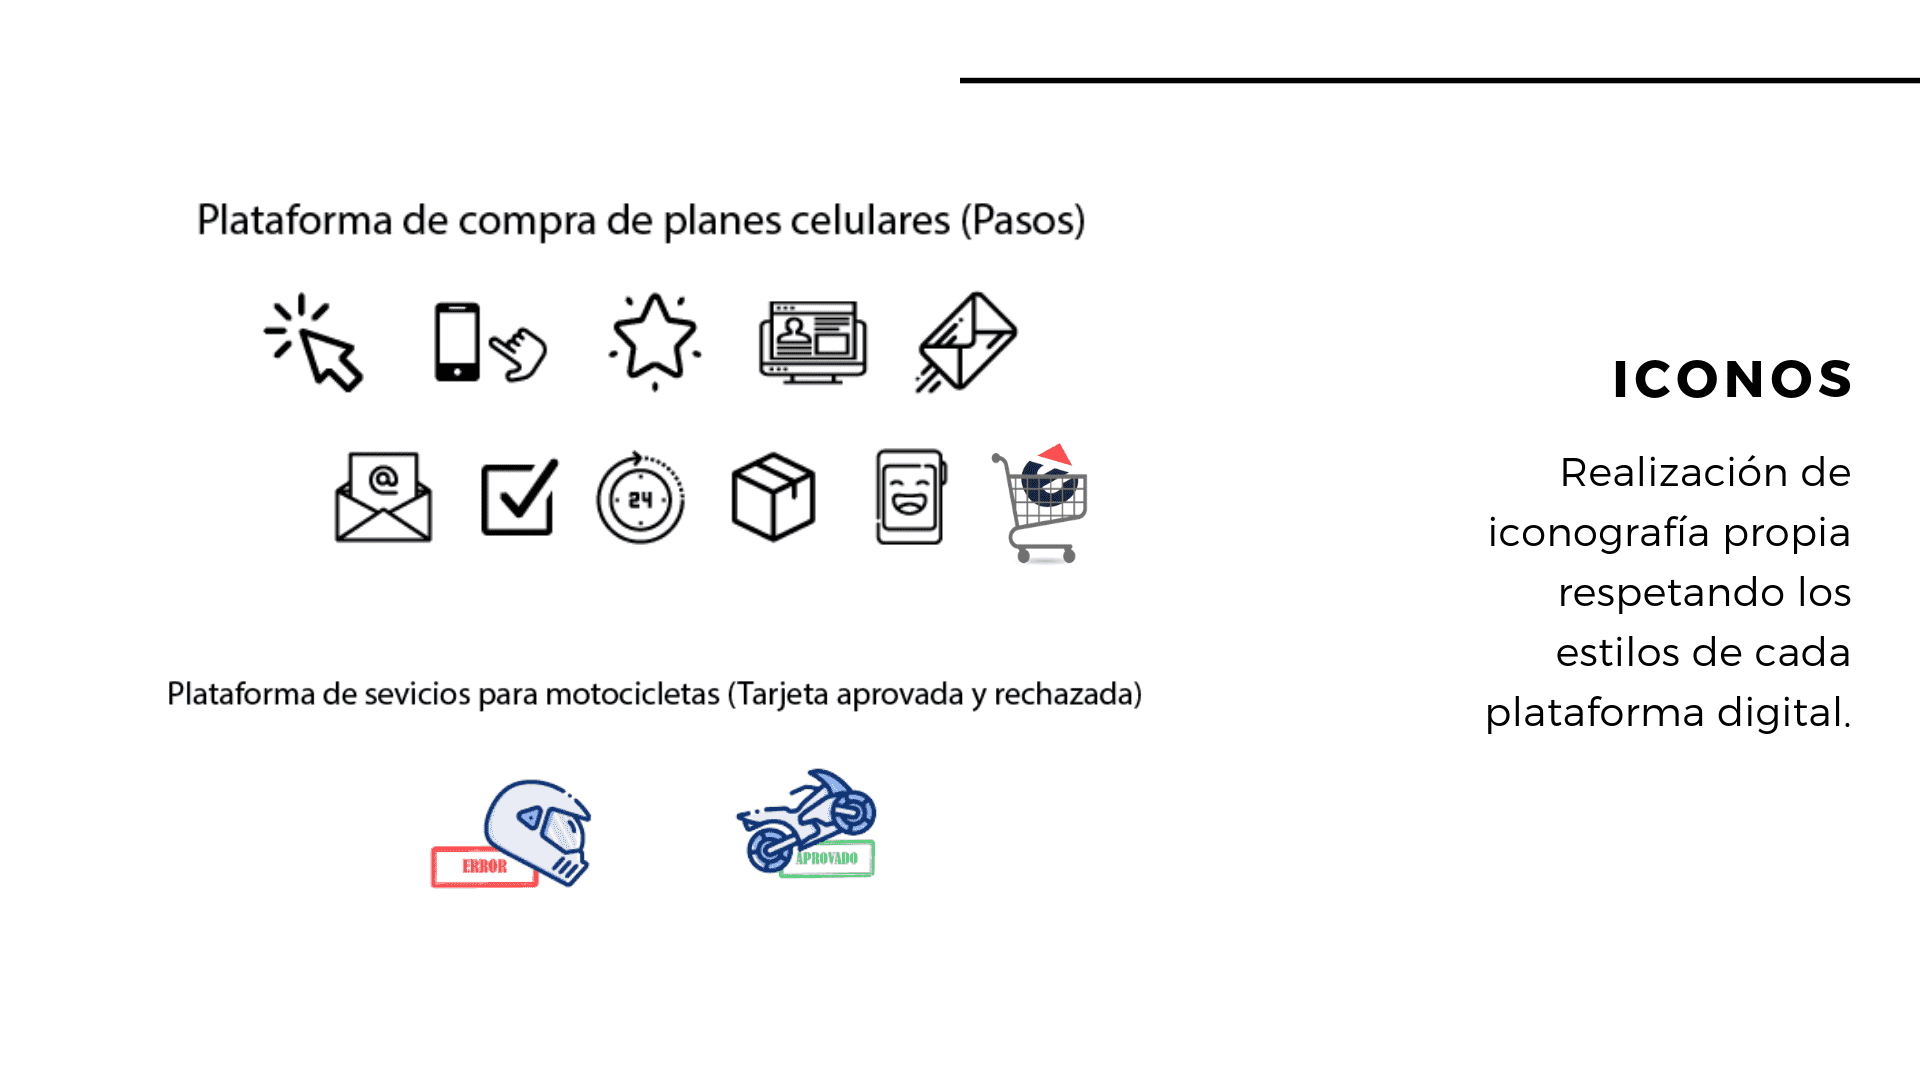 Plataforma de compra de planes celulares (Pasos)
@
24
Plataforma de sevicios para motocicletas (Tarjeta aprovada y rechazada)
ERROR
APROVADO
ICONOS
Realización de
iconografía propia
respetando los
estilos de cada
plataforma digital.